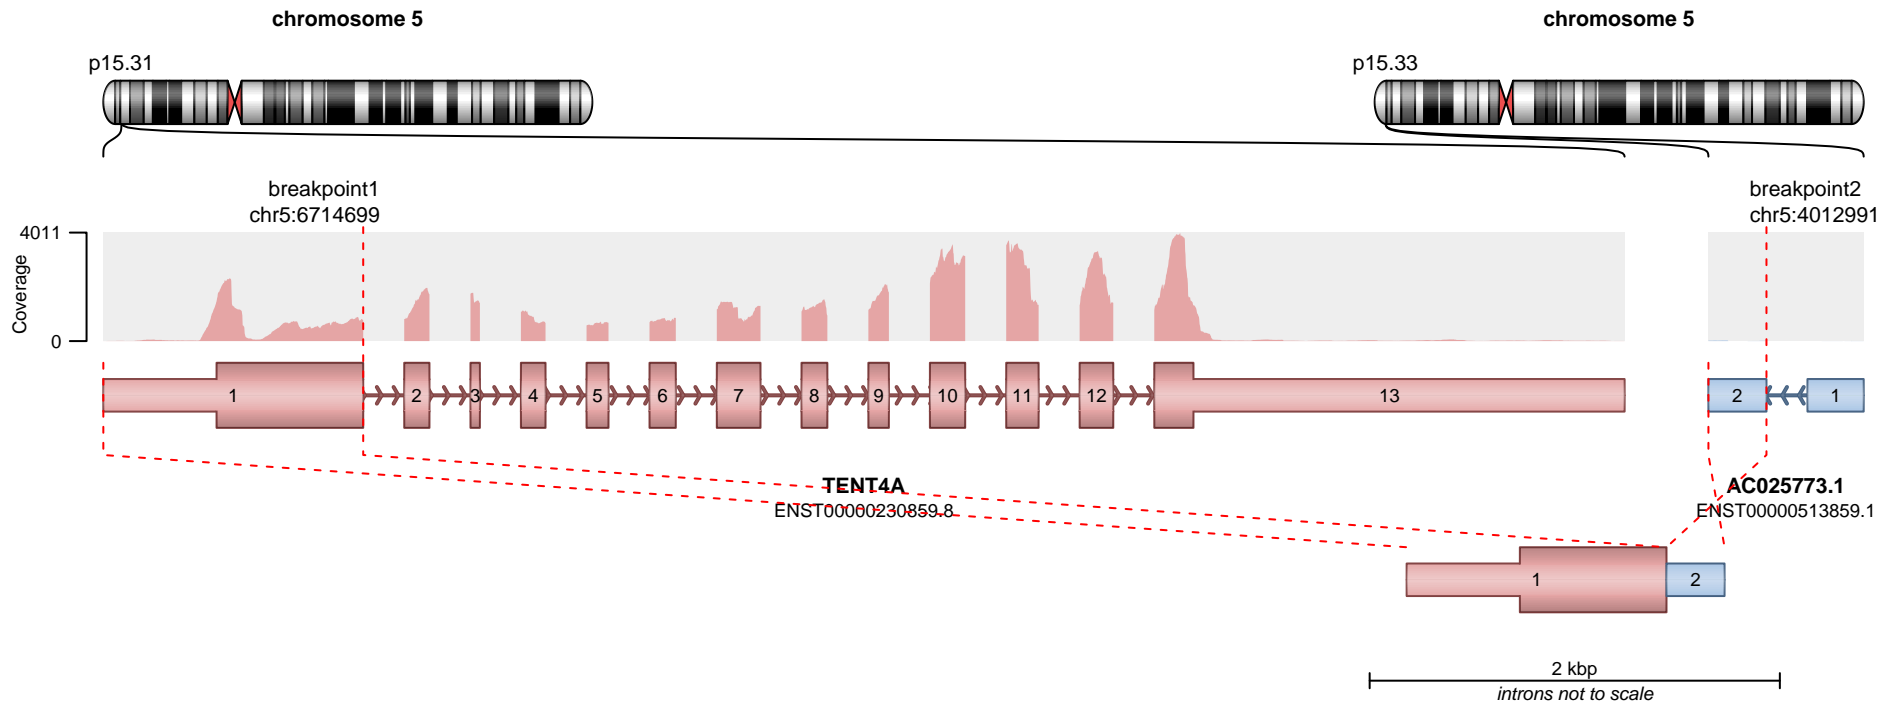 chromosome 5
chromosome 5
p15.31
p15.33
breakpoint1
chr5:6714699
breakpoint2
chr5:4012991
4011
Coverage
0
1 2 3 4 5 6 7 8 9 10 11 12 13 2 1
TENT4A
ENST00000230859.8
AC025773.1
ENST00000513859.1
1 2
2 kbp
introns not to scale